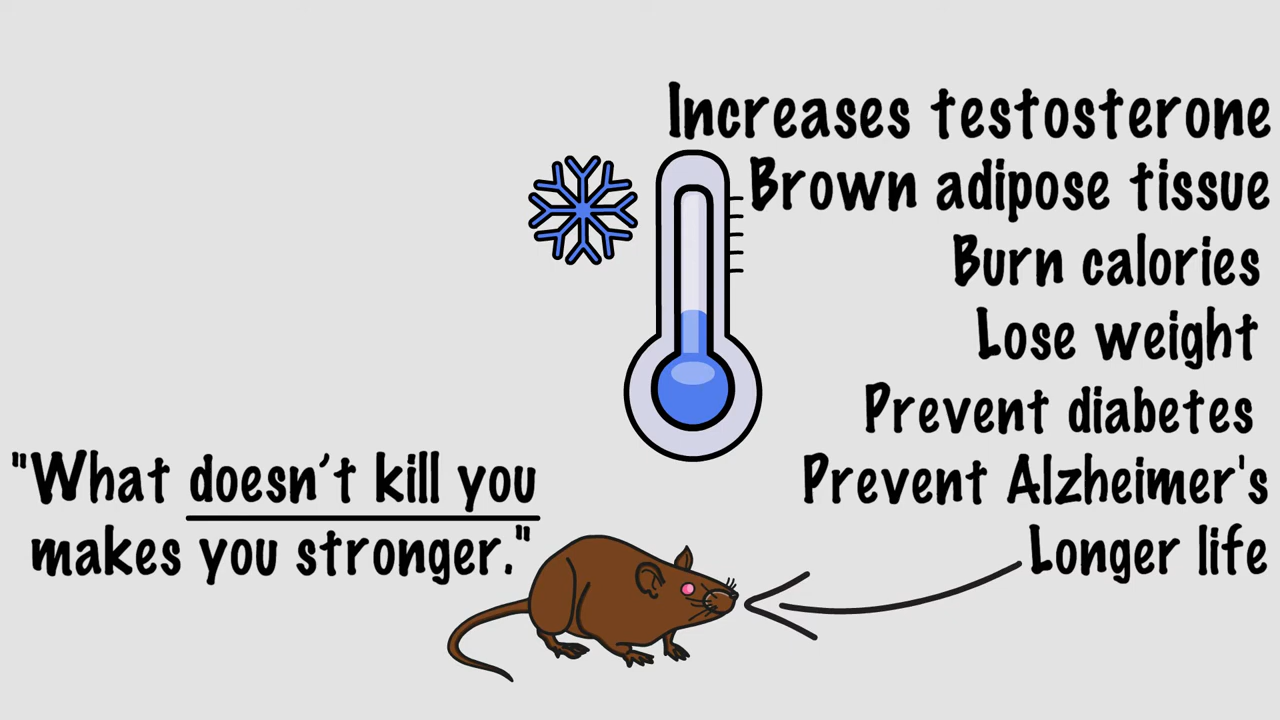 Increases testosterone
Brown adipose tissue
Burn calories
Lose weight
Prevent diabetes
Prevent Alzheimer's
Longer life
"What doesn't kill you
makes you stronger."